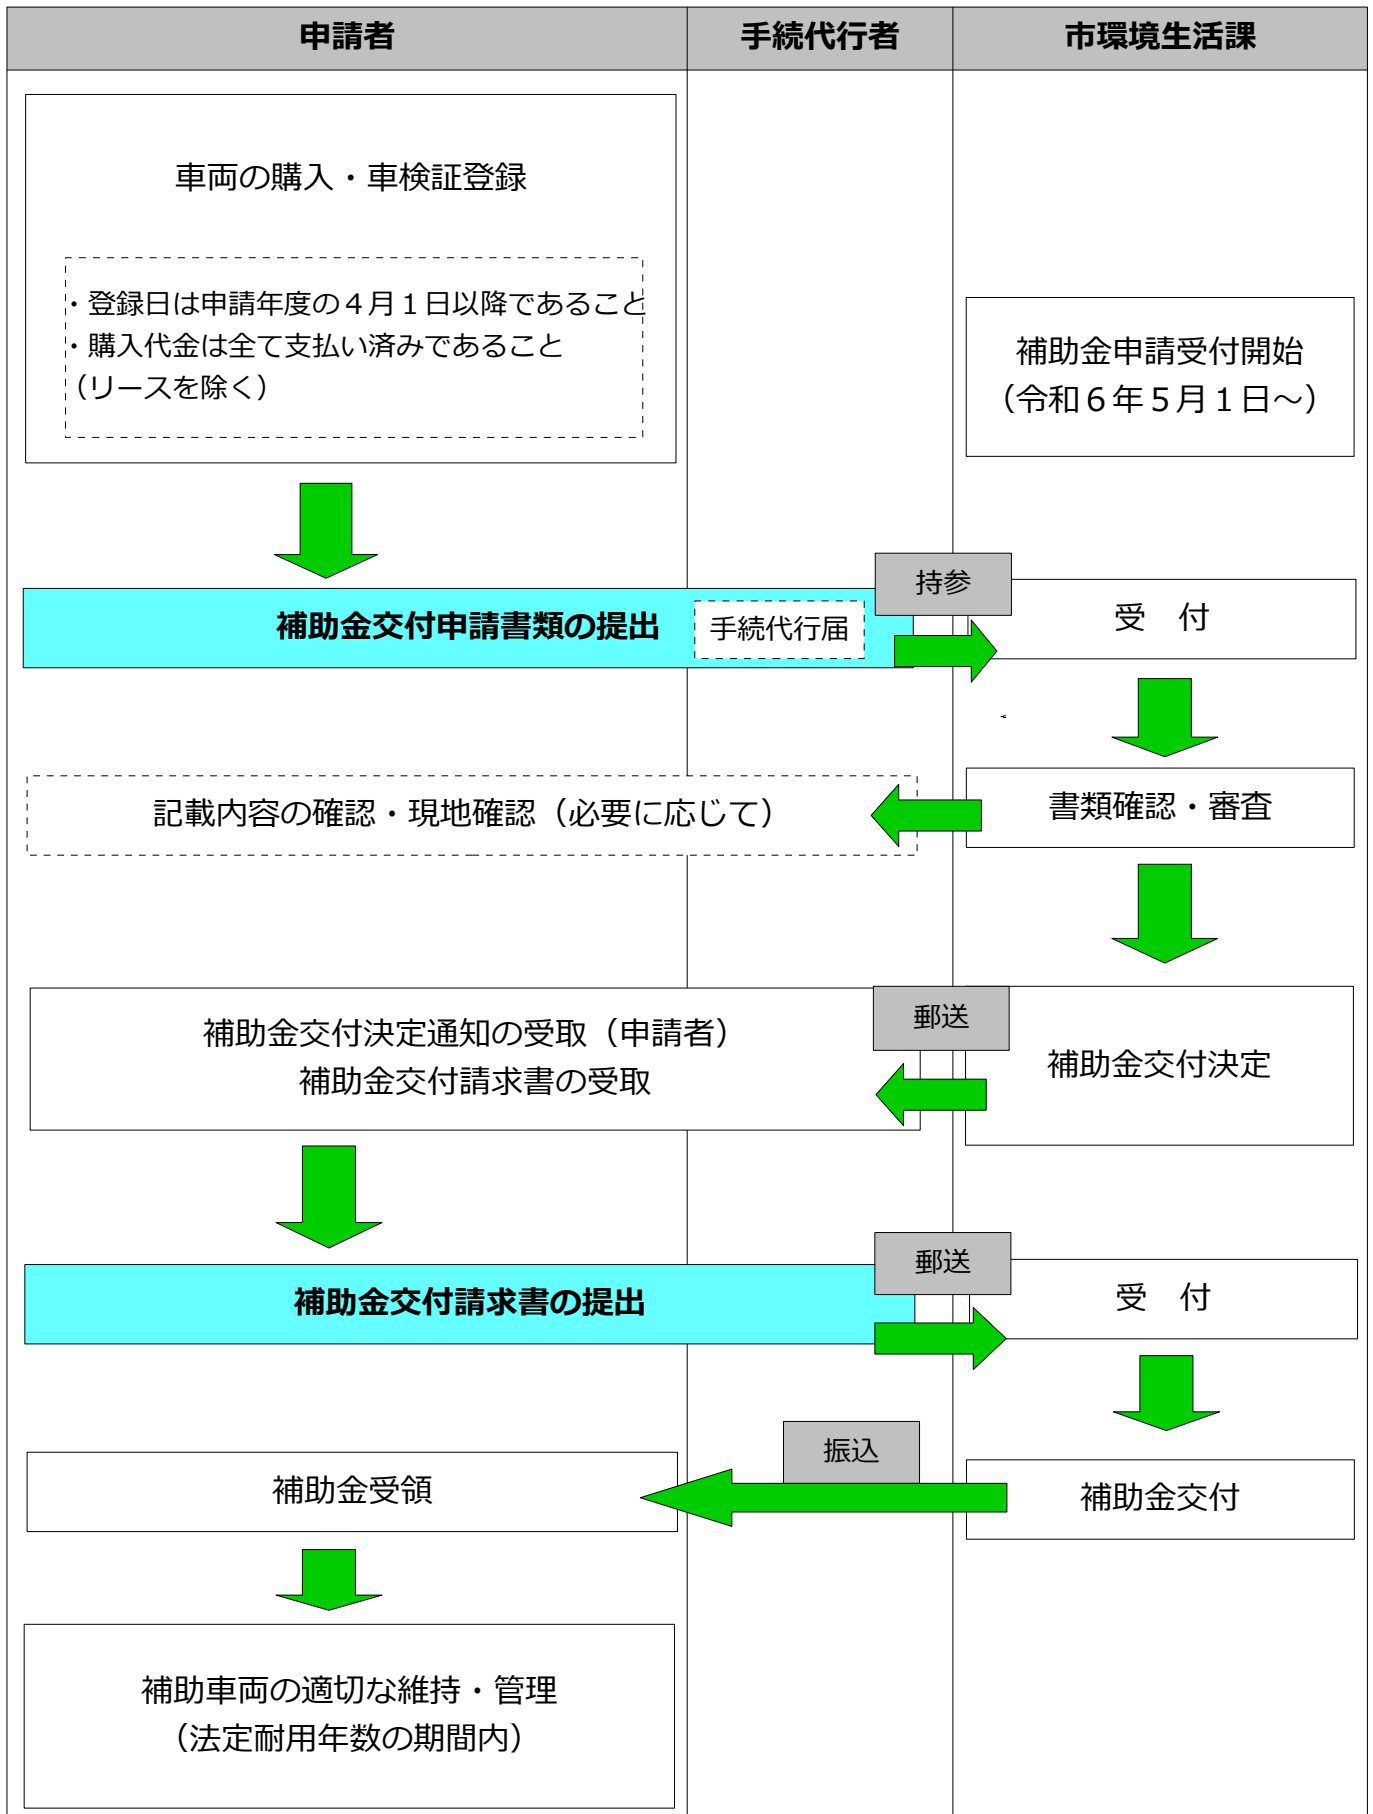 申請者
手続代行者
市環境生活課
車両の購入・車検証登録
・登録日は申請年度の４月１日以降であること
・購入代金は全て支払い済みであること
（リースを除く）
補助金申請受付開始
（令和６年５月１日～）
補助金交付申請書類の提出
手続代行届
持参
受　付
記載内容の確認・現地確認（必要に応じて）
書類確認・審査
補助金交付決定通知の受取（申請者）
補助金交付請求書の受取
郵送
補助金交付決定
補助金交付請求書の提出
郵送
受　付
補助金受領
振込
補助金交付
補助車両の適切な維持・管理
（法定耐用年数の期間内）